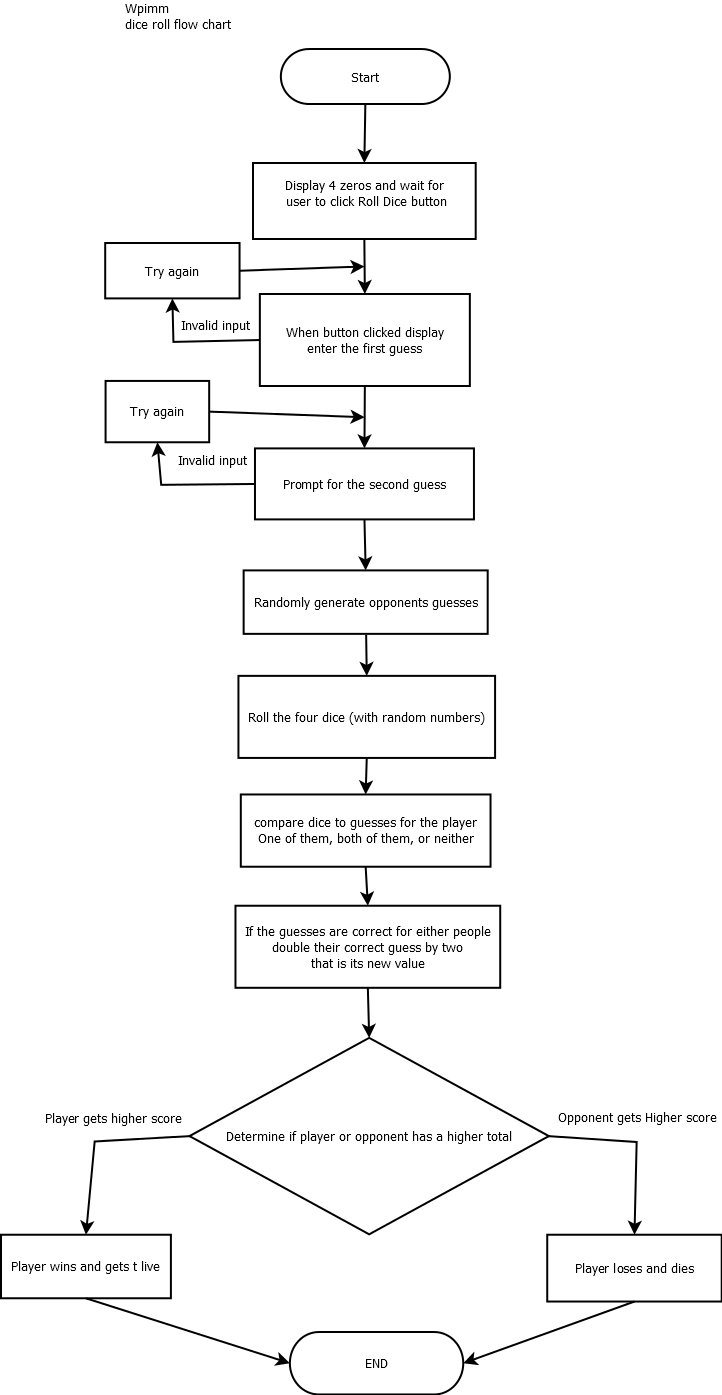 Wpimm
dice roll flow chart
Start
Display 4 zeros and wait for
user to click Roll Dice button
Try again
Invalid input
When button clicked display
enter the first guess
Try again
Invalid input
Prompt for the second guess
Randomly generate opponents guesses
Roll the four dice (with random numbers)
compare dice to guesses for the player
One of them, both of them, or neither
If the guesses are correct for either people
double their correct guess by two
that is its new value
Player gets higher score
Opponent gets Higher score
Determine if player or opponent has a higher total
Player wins and gets t live
Player loses and dies
END